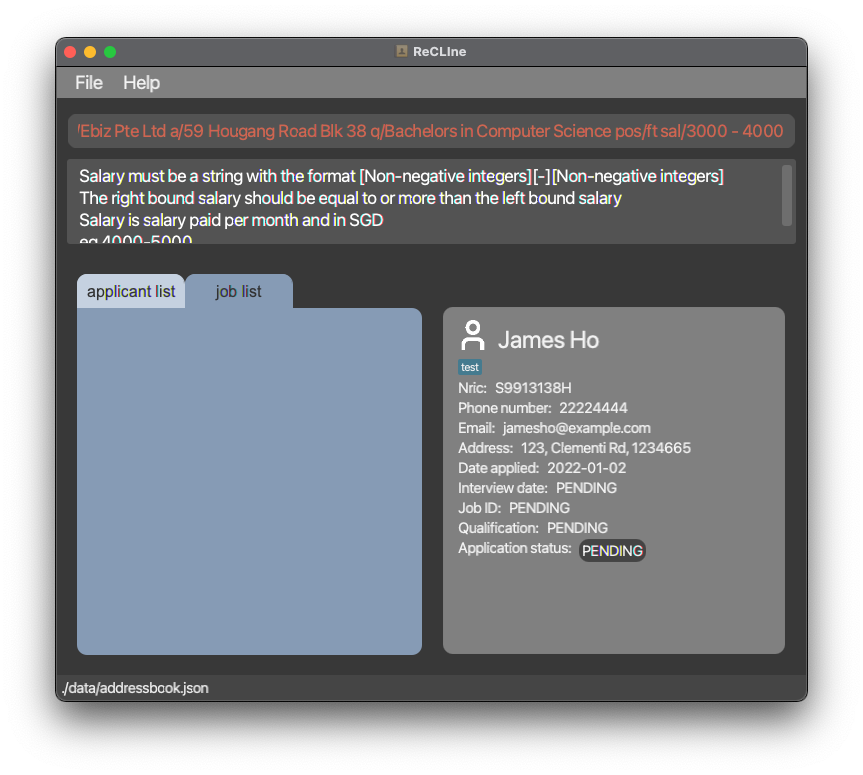 ReCLIne
File Help
/Ebiz Pte Ltd a/59 Hougang Road Blk 38 q/Bachelors in Computer Science pos/ft sal/3000 - 4000
Salary must be a string with the format [Non-negative integers][-][Non-negative integers]
The right bound salary should be equal to or more than the left bound salary
Salary is salary paid per month and in SGD
eg 4000-5000
applicant list job list
James Ho
test
Nric: S9913138H
Phone number: 22224444
Email: jamesho@example.com
Address: 123, Clementi Rd, 1234665
Date applied: 2022-01-02
Interview date: PENDING
Job ID: PENDING
Qualification: PENDING
Application status: PENDING
./data/addressbook.json